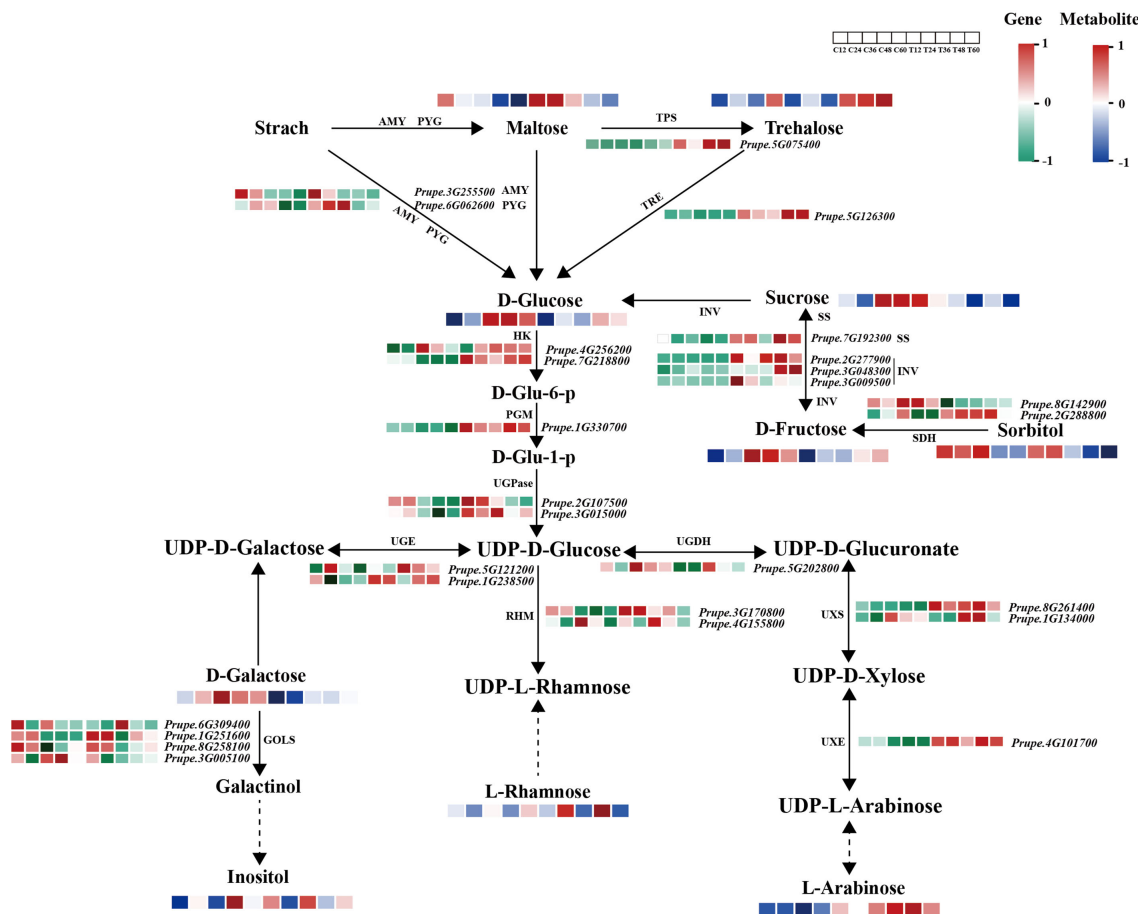 Gene Metabolite
C12 C24 C36 C48 C60 T12 T24 T36 T48 T60
1 1
0 0
-1 -1
Strach
AMY PYG
Maltose
TPS
Trehalose
Prupe.5G075400
Prupe.3G255500 AMY
Prupe.6G062600 PYG
AMY PYG
TRE
Prupe.5G126300
D-Glucose
INV
Sucrose
SS
HK
Prupe.4G256200
Prupe.7G218800
Prupe.7G192300 SS
Prupe.2G277900
Prupe.3G048300 INV
Prupe.3G009500
D-Glu-6-p
INV
Prupe.8G142900
Prupe.2G288800
PGM
Prupe.1G330700
D-Fructose
SDH
Sorbitol
D-Glu-1-p
UGPase
Prupe.2G107500
Prupe.3G015000
UDP-D-Galactose
UGE
UDP-D-Glucose
UGDH
UDP-D-Glucuronate
Prupe.5G121200
Prupe.1G238500
Prupe.5G202800
RHM
Prupe.3G170800
Prupe.4G155800
UXS
Prupe.8G261400
Prupe.1G134000
D-Galactose
UDP-L-Rhamnose
UDP-D-Xylose
Prupe.6G309400
Prupe.1G251600
Prupe.8G258100
Prupe.3G005100
GOLS
UXE
Prupe.4G101700
Galactinol
L-Rhamnose
UDP-L-Arabinose
Inositol
L-Arabinose